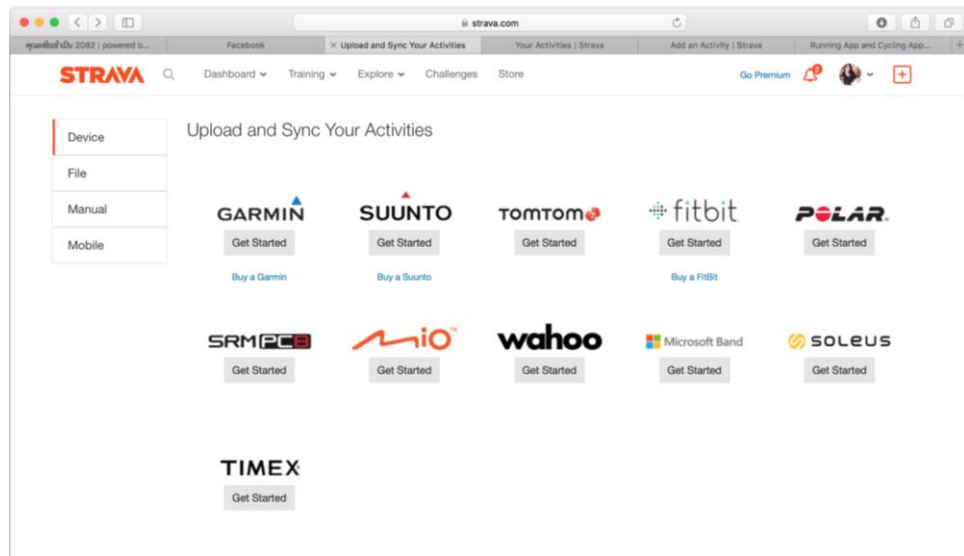 strava.com
2082 | powered b...
Facebook
Upload and Sync Your Activities
Your Activities | Strava
Add an Activity | Strava
Running App and Cycling App...
STRAVA
Dashboard
Training
Explore
Challenges
Store
Go Premium
Device
File
Manual
Mobile
Upload and Sync Your Activities
GARMIN
SUUNTO
TOMTOM
fitbit
POLAR
Get Started
Get Started
Get Started
Get Started
Get Started
Buy a Garmin
Buy a Suunto
Buy a FitBit
SRM PC8
MIO
wahoo
Microsoft Band
SOLEUS
Get Started
Get Started
Get Started
Get Started
Get Started
TIMEX
Get Started